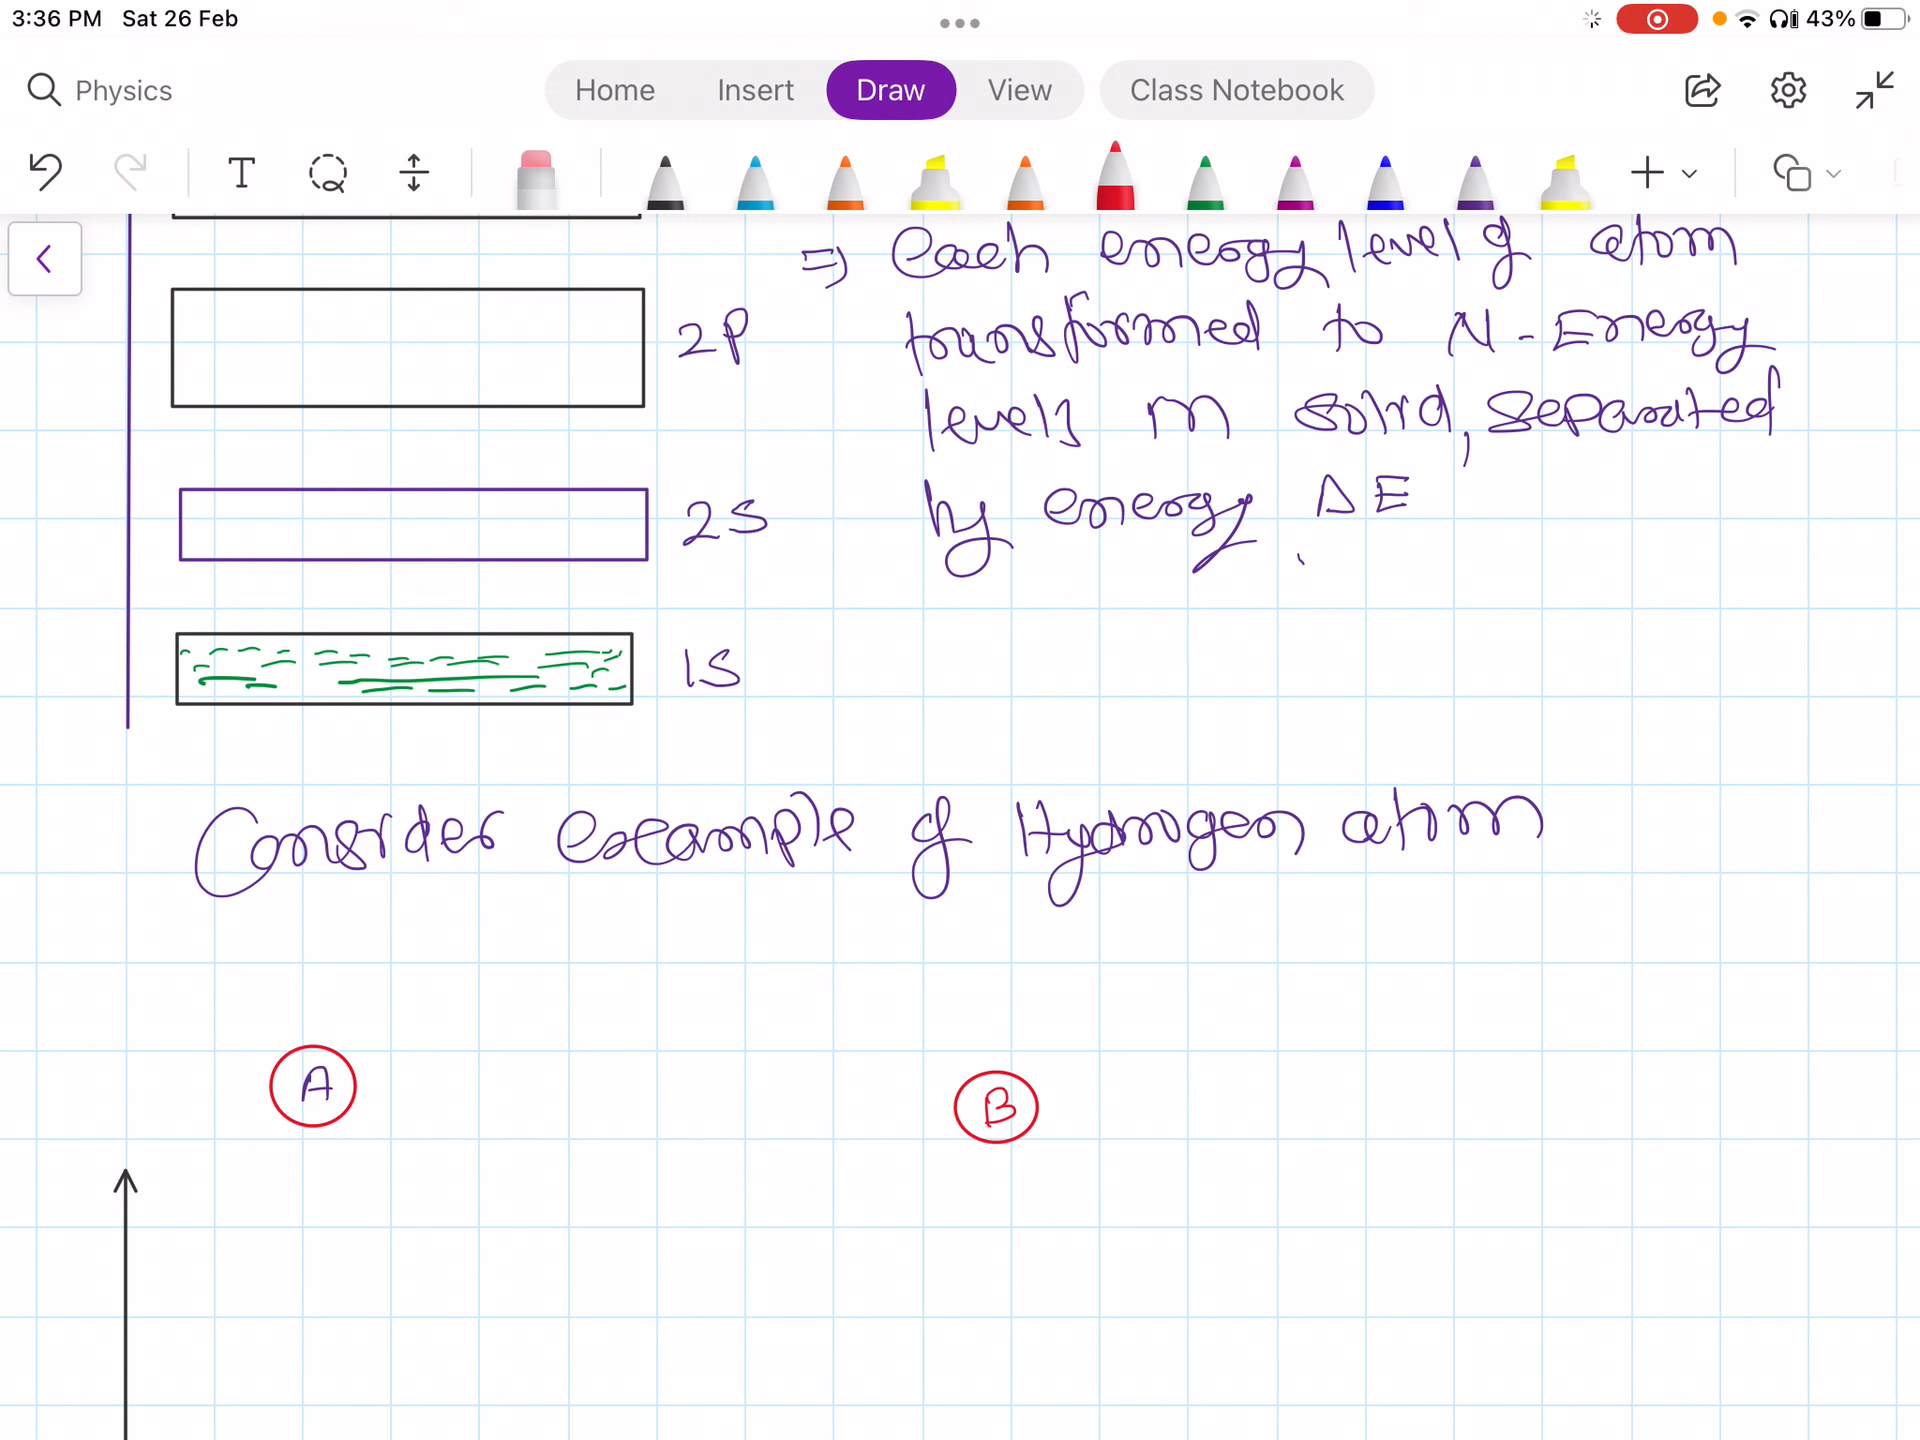 3:36 PM Sat 26 Feb
43%
Physics
Home Insert Draw View Class Notebook
T
⇒ Each energy level of atom
2P transformed to N - Energy
levels in solid, separated
2S by energy ΔE
1S
Consider example of Hydrogen atom
A
B